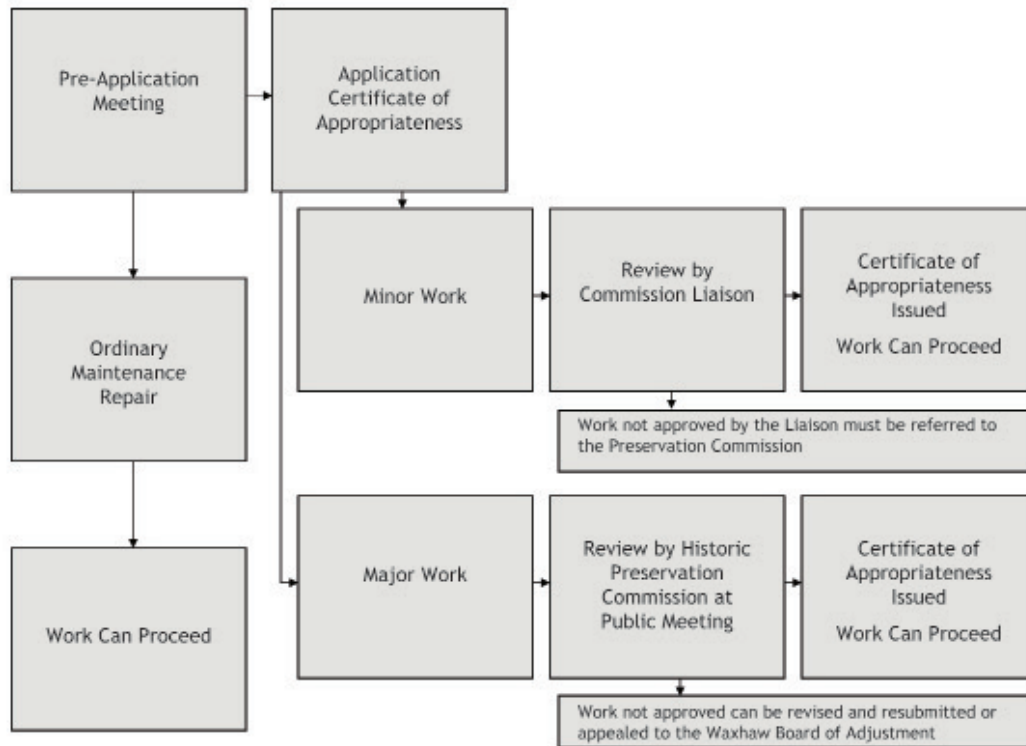 Pre-Application
Meeting
Application
Certificate of
Appropriateness
Minor Work
Review by
Commission Liaison
Certificate of
Appropriateness
Issued
Work Can Proceed
Work not approved by the Liaison must be referred to
the Preservation Commission
Ordinary
Maintenance
Repair
Work Can Proceed
Major Work
Review by Historic
Preservation
Commission at
Public Meeting
Certificate of
Appropriateness
Issued
Work Can Proceed
Work not approved can be revised and resubmitted or
appealed to the Waxhaw Board of Adjustment